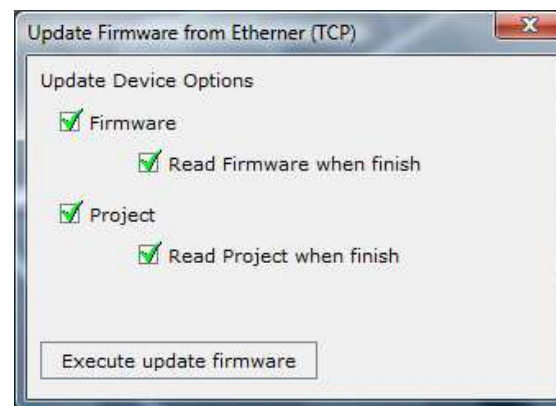 Update Firmware from Etherner (TCP)
Update Device Options
Firmware
Read Firmware when finish
Project
Read Project when finish
Execute update firmware